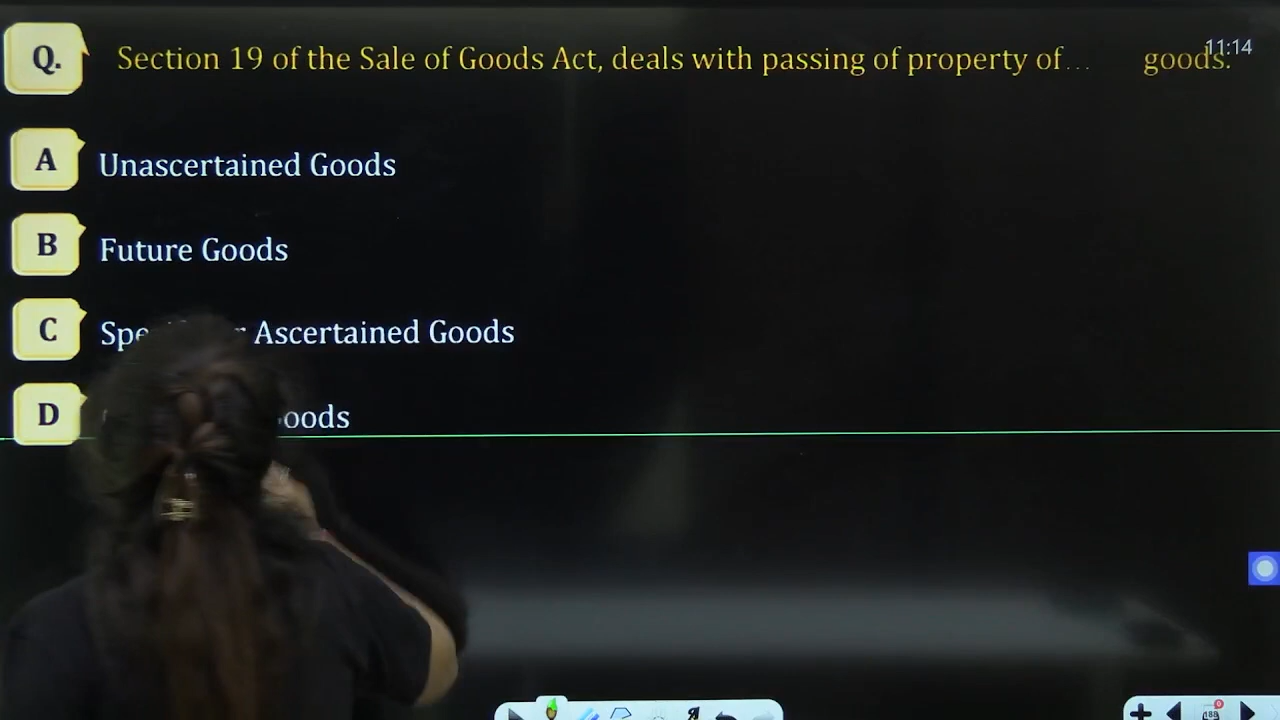 Q. Section 19 of the Sale of Goods Act, deals with passing of property of... goods.
11:14
A Unascertained Goods
B Future Goods
C Ascertained Goods
D
188